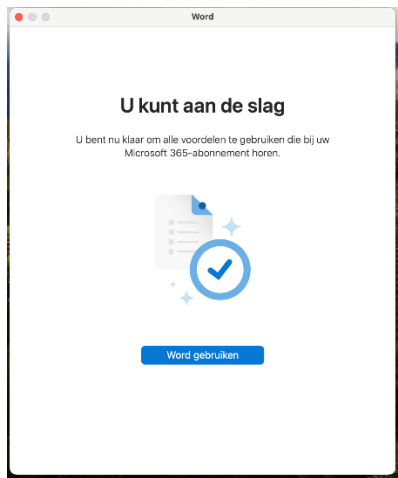 Word
U kunt aan de slag
U bent nu klaar om alle voordelen te gebruiken die bij uw
Microsoft 365-abonnement horen.
Word gebruiken